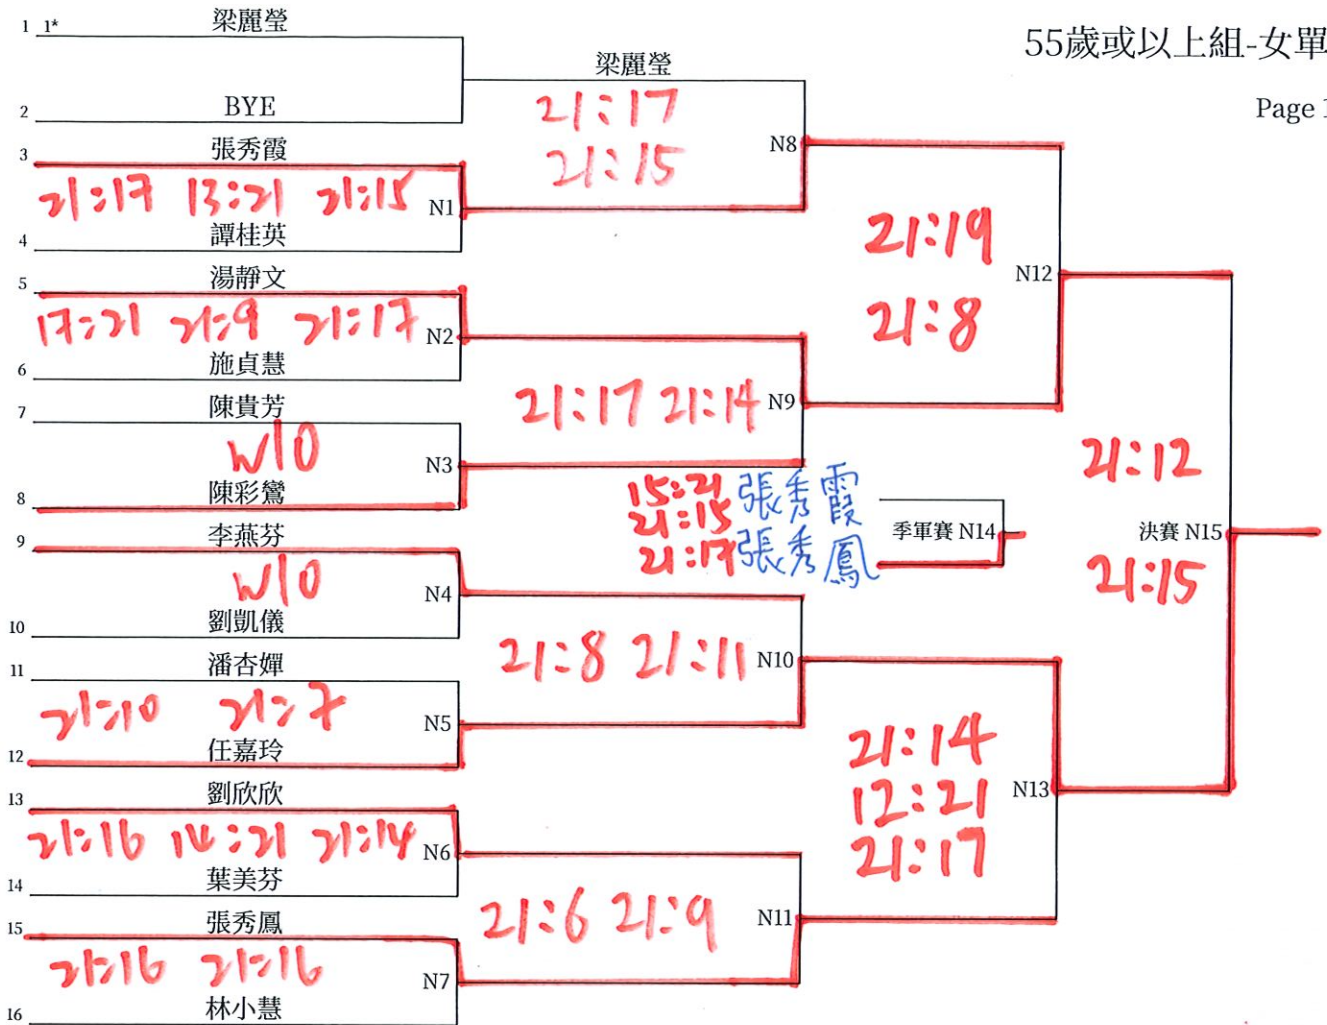 55歲或以上組-女單
Page 1
1 1* 梁麗瑩
梁麗瑩
2 BYE
21:17
21:15
N8
3 張秀霞
21:17 13:21 21:15 N1
4 譚桂英
21:19
21:8
N12
5 湯靜文
17:21 21:9 21:17 N2
6 施貞慧
21:17 21:14 N9
7 陳貴芳
W/O N3
8 陳彩鸞
15:21 張秀霞
21:15
21:17 張秀鳳
季軍賽 N14
21:12
決賽 N15
21:15
9 李燕芬
W/O N4
10 劉凱儀
21:8 21:11 N10
11 潘杏嬋
21:10 21:7 N5
12 任嘉玲
21:14
12:21
21:17
N13
13 劉欣欣
21:16 14:21 21:14 N6
14 葉美芬
21:6 21:9 N11
15 張秀鳳
21:16 21:16 N7
16 林小慧